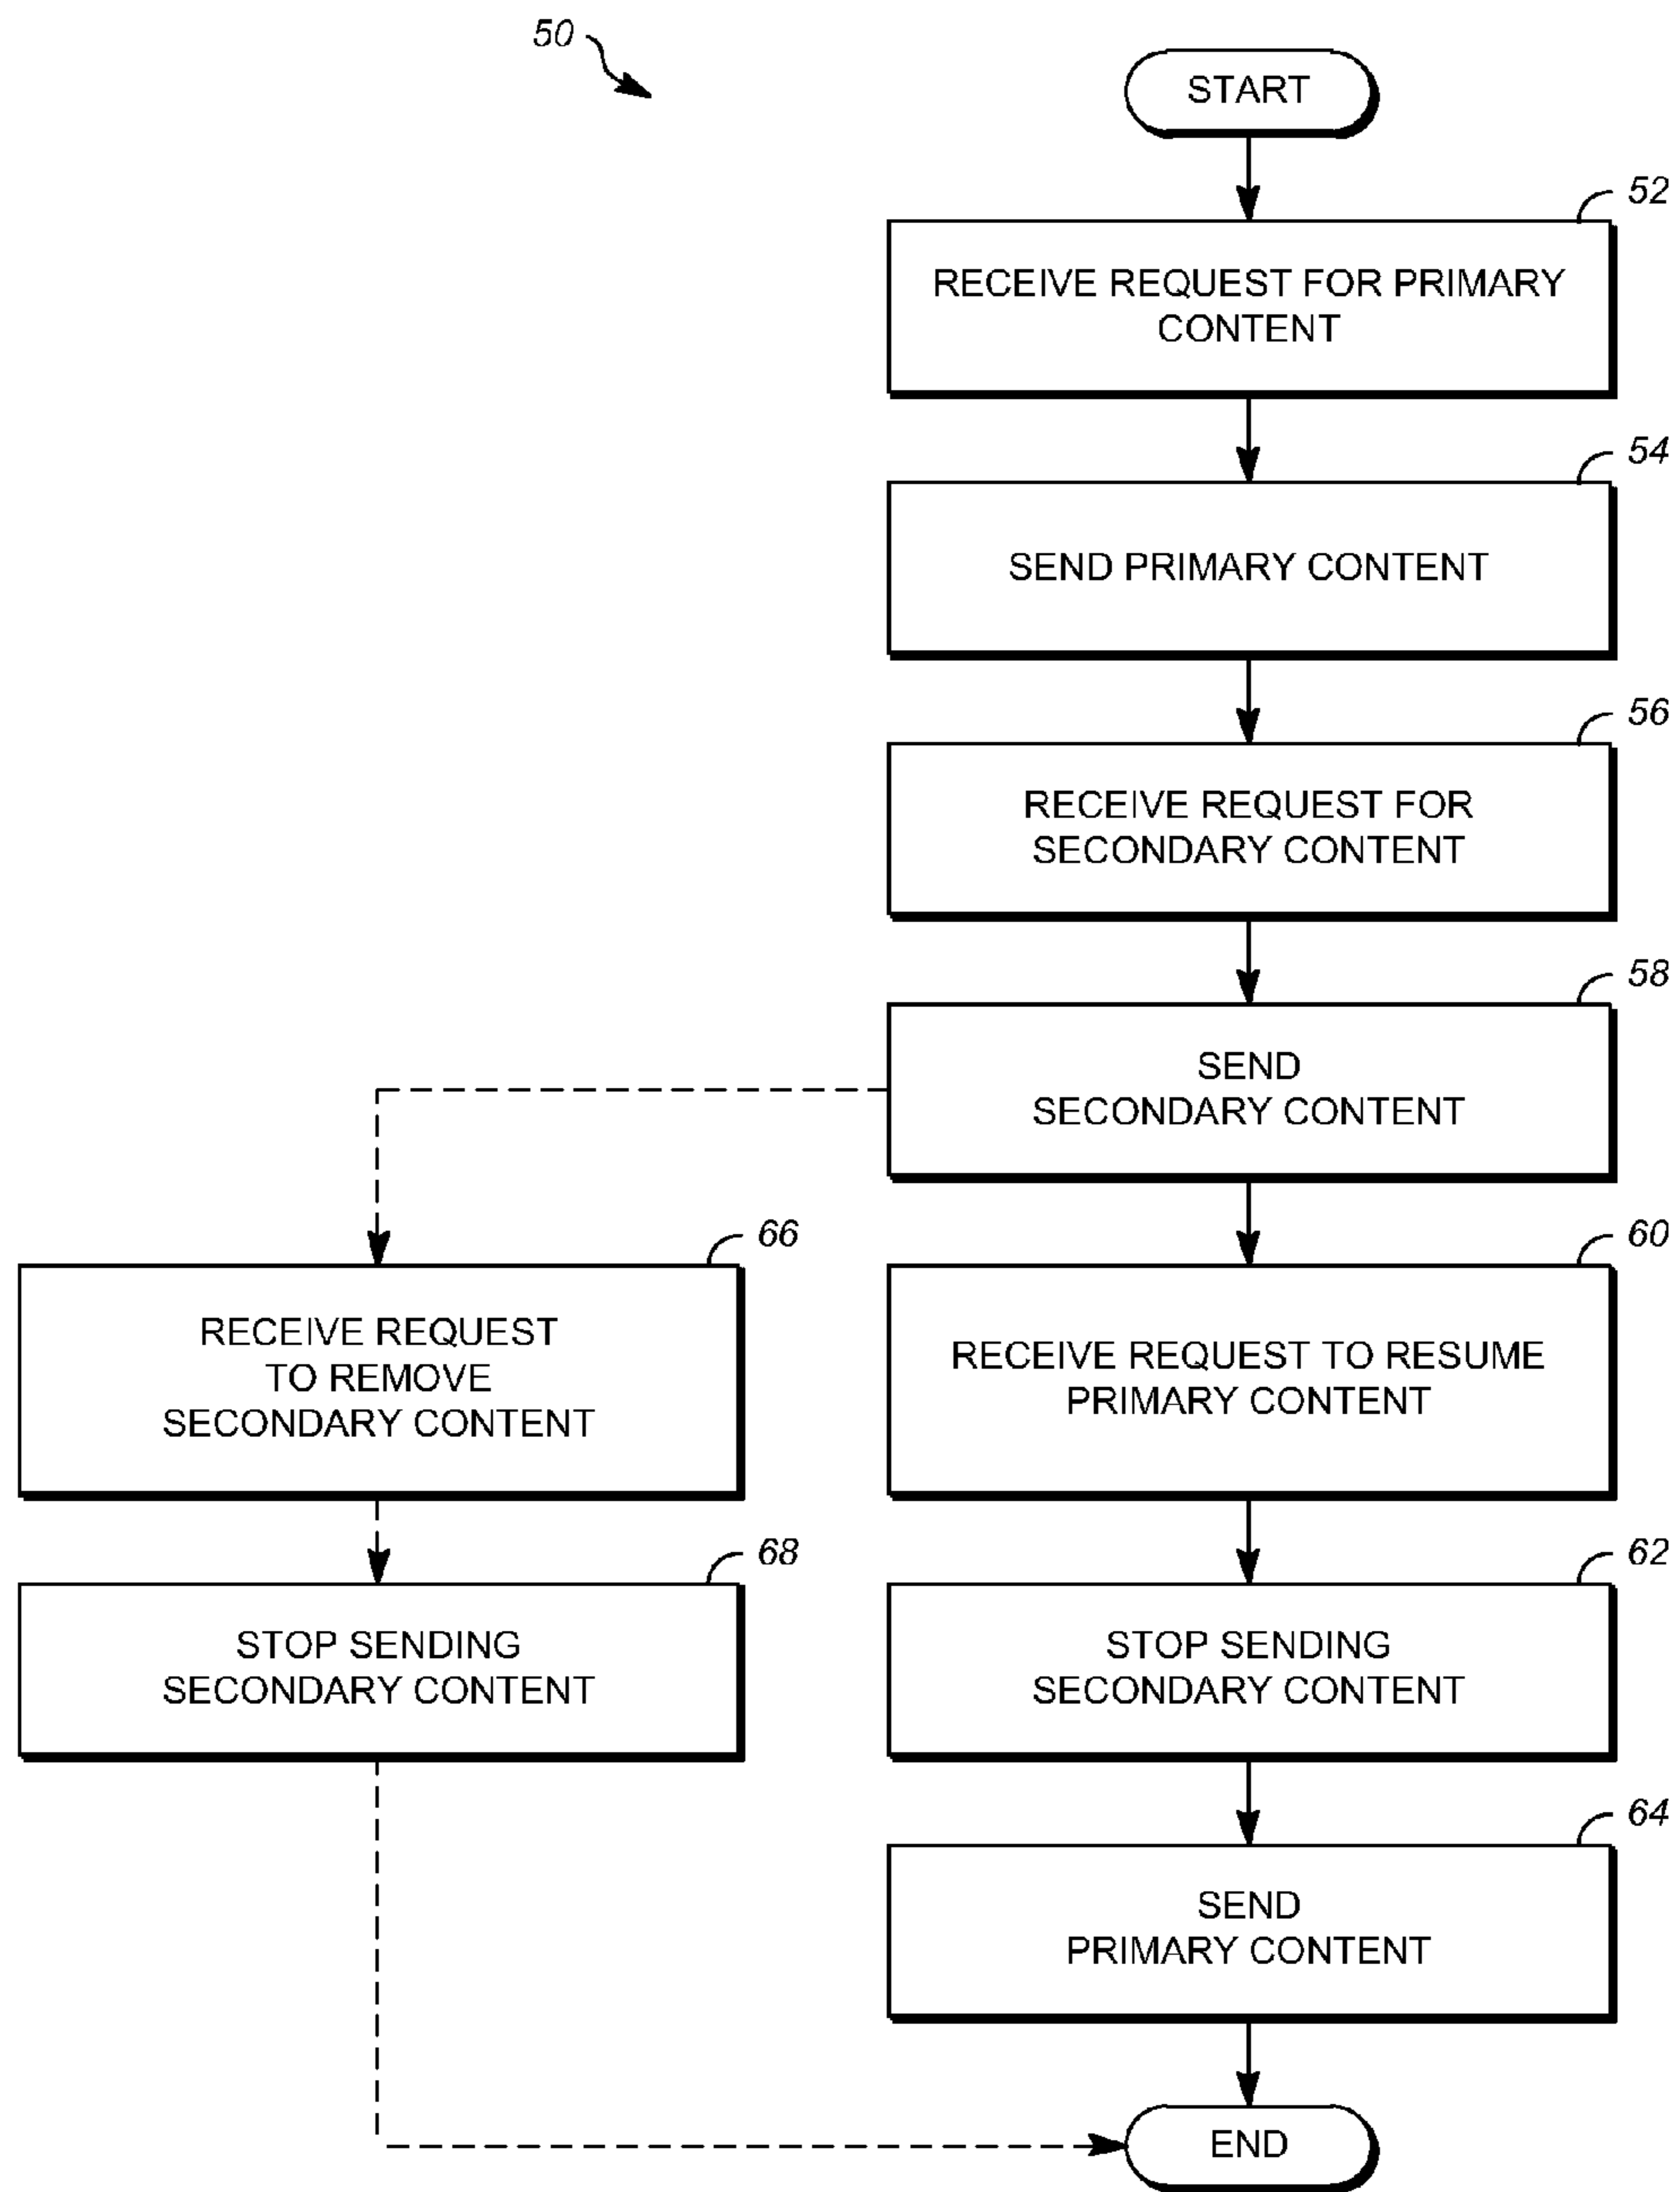 50
START
52
RECEIVE REQUEST FOR PRIMARY
CONTENT
54
SEND PRIMARY CONTENT
56
RECEIVE REQUEST FOR
SECONDARY CONTENT
58
SEND
SECONDARY CONTENT
66
RECEIVE REQUEST
TO REMOVE
SECONDARY CONTENT
60
RECEIVE REQUEST TO RESUME
PRIMARY CONTENT
68
STOP SENDING
SECONDARY CONTENT
62
STOP SENDING
SECONDARY CONTENT
64
SEND
PRIMARY CONTENT
END